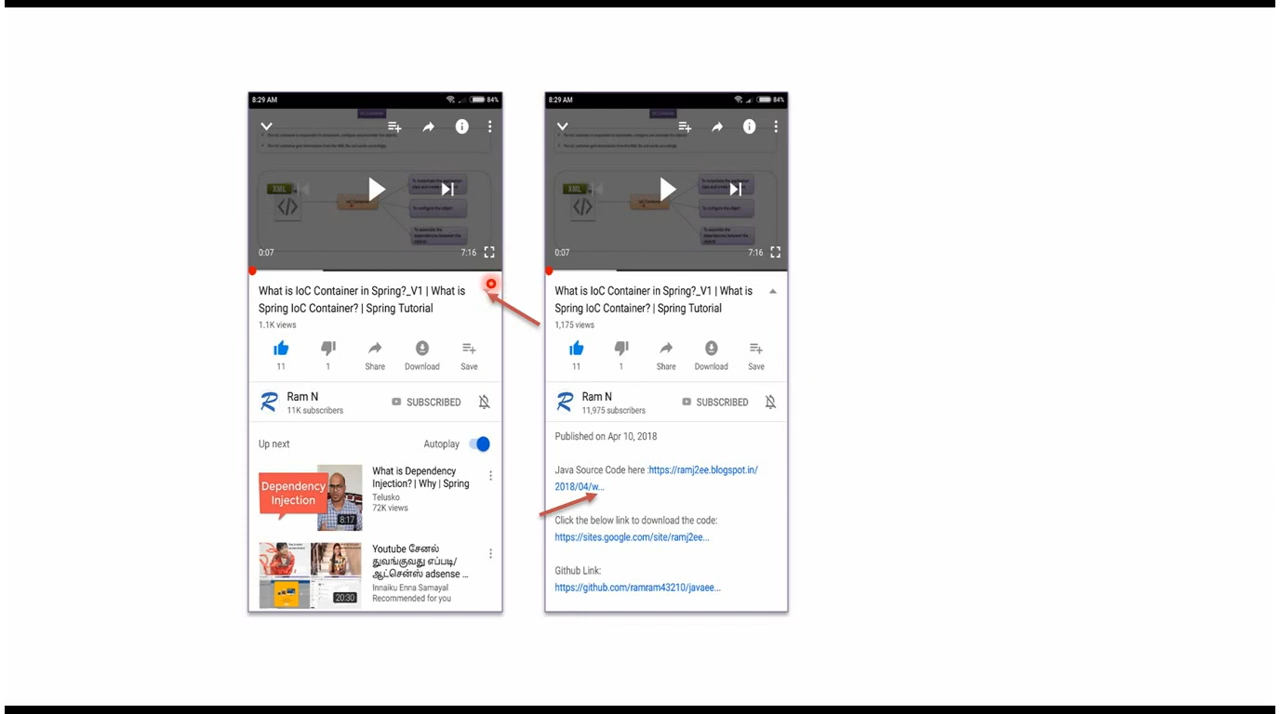 8:29 AM
84%
XML
0:07
7:16
What is IoC Container in Spring?_V1 | What is
Spring IoC Container? | Spring Tutorial
1.1K views
11
1
Share
Download
Save
Ram N
11K subscribers
SUBSCRIBED
Up next
Autoplay
Dependency
Injection
8:17
What is Dependency
Injection? | Why | Spring
Telusko
72K views
20:30
Youtube சேனல்
துவங்குவது எப்படி/
ஆட்சென்ஸ் adsense ...
Innaiku Enna Samayal
Recommended for you
8:29 AM
84%
XML
To configure the object
0:07
7:16
What is IoC Container in Spring?_V1 | What is
Spring IoC Container? | Spring Tutorial
1,175 views
11
1
Share
Download
Save
Ram N
11,975 subscribers
SUBSCRIBED
Published on Apr 10, 2018
Java Source Code here :https://ramj2ee.blogspot.in/
2018/04/w...
Click the below link to download the code:
https://sites.google.com/site/ramj2ee...
Github Link:
https://github.com/ramram43210/javaee...